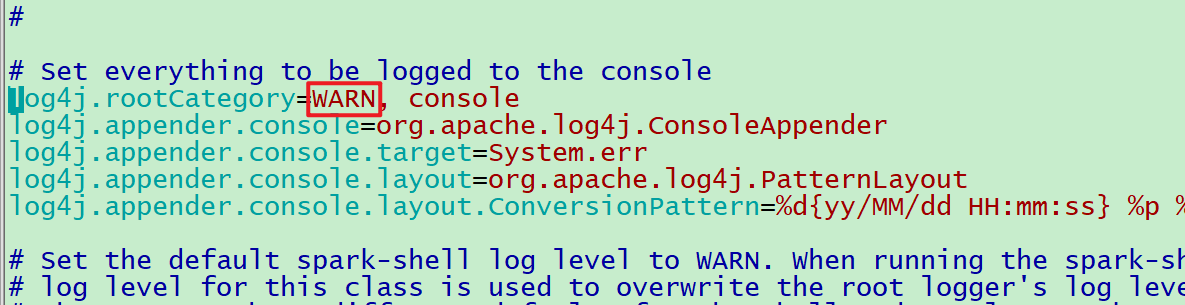 #
# Set everything to be logged to the console
log4j.rootCategory=WARN, console
log4j.appender.console=org.apache.log4j.ConsoleAppender
log4j.appender.console.target=System.err
log4j.appender.console.layout=org.apache.log4j.PatternLayout
log4j.appender.console.layout.ConversionPattern=%d{yy/MM/dd HH:mm:ss} %p %
# Set the default spark-shell log level to WARN. When running the spark-sh
# log level for this class is used to overwrite the root logger's log leve